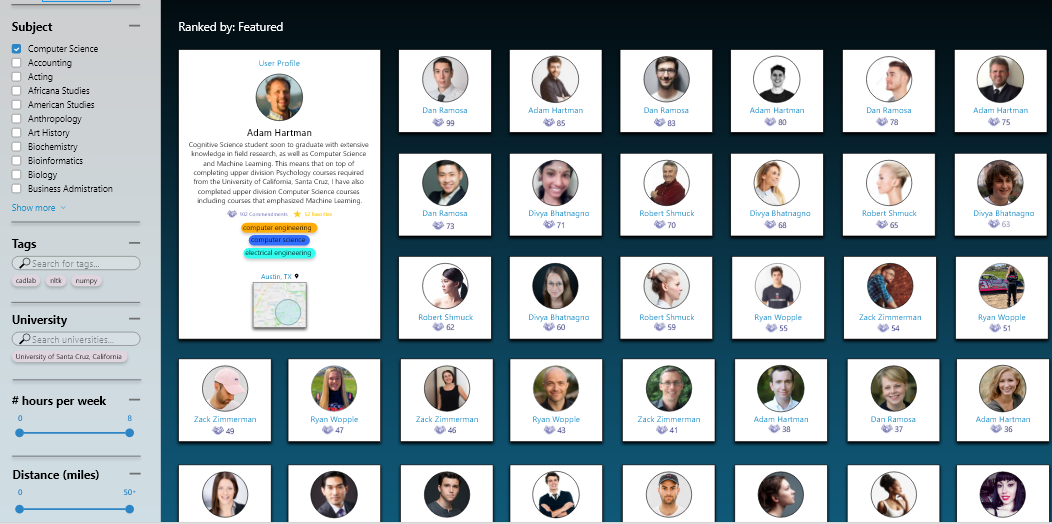 Subject
Computer Science
Accounting
Acting
Africana Studies
American Studies
Anthropology
Art History
Biochemistry
Bioinformatics
Biology
Business Admistration
Show more
Tags
Search for tags...
cadlab nltk numpy
University
Search universities...
University of Santa Cruz, California
# hours per week
0 8
Distance (miles)
0 50+
Ranked by: Featured
User Profile
Adam Hartman
Cognitive Science student soon to graduate with extensive
knowledge in field research, as well as Computer Science
and Machine Learning. This means that on top of
completing upper division Psychology courses required
from the University of California, Santa Cruz, I have also
completed upper division Computer Science courses
including courses that emphasized Machine Learning.
102 Commendments
computer engineering
computer science
electrical engineering
Austin, TX
Dan Ramosa Adam Hartman Dan Ramosa Adam Hartman Dan Ramosa Adam Hartman
99 85 83 80 78 75
Dan Ramosa Divya Bhatnagno Robert Shmuck Divya Bhatnagno Robert Shmuck Divya Bhatnagno
73 71 70 68 65 63
Robert Shmuck Divya Bhatnagno Robert Shmuck Ryan Wopple Zack Zimmerman Ryan Wopple
62 60 59 55 54 51
Zack Zimmerman Ryan Wopple Zack Zimmerman Ryan Wopple Zack Zimmerman Adam Hartman Dan Ramosa Adam Hartman
49 47 46 43 41 38 37 36